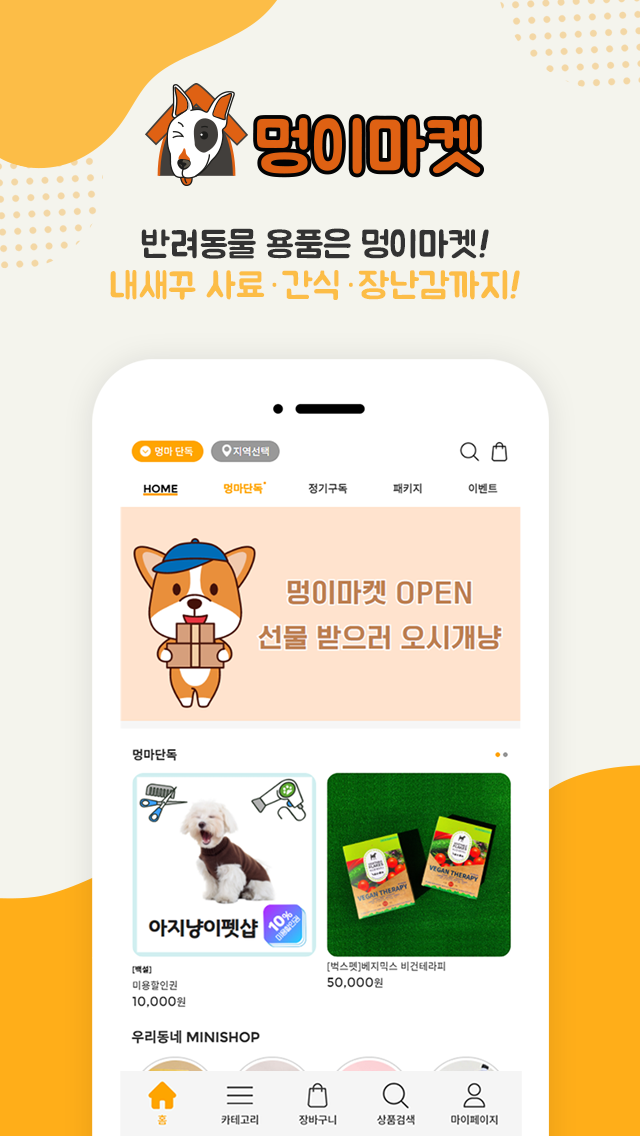 멍이마켓
반려동물 용품은 멍이마켓!
내새꾸 사료·간식·장난감까지!
멍마 단독
지역선택
HOME
멍마단독
정기구독
패키지
이벤트
멍이마켓 OPEN
선물 받으러 오시개냥
멍마단독
아지냥이펫샵
10%
VEGAN THERAPY
VEGAN THERAPY
[백설]
미용할인권
10,000원
[벅스펫]베지믹스 비건테라피
50,000원
우리동네 MINISHOP
홈
카테고리
장바구니
상품검색
마이페이지